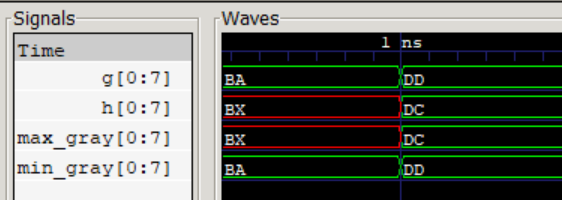 Signals
Waves
Time
1 ns
g[0:7]
BA
DD
h[0:7]
BX
DC
max_gray[0:7]
BX
DC
min_gray[0:7]
BA
DD